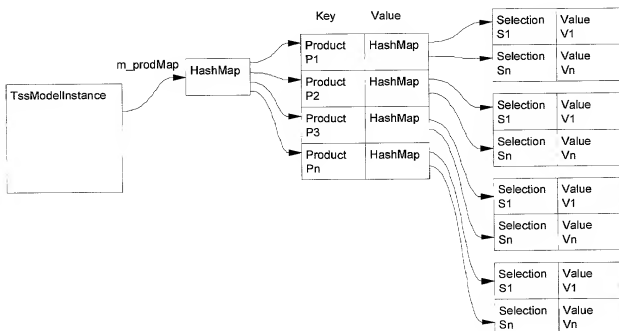 Key Value
m_prodMap
TssModelInstance
HashMap
Product HashMap
P1
Product HashMap
P2
Product HashMap
P3
Product HashMap
Pn
Selection Value
S1 V1
Selection Value
Sn Vn
Selection Value
S1 V1
Selection Value
Sn Vn
Selection Value
S1 V1
Selection Value
Sn Vn
Selection Value
S1 V1
Selection Value
Sn Vn